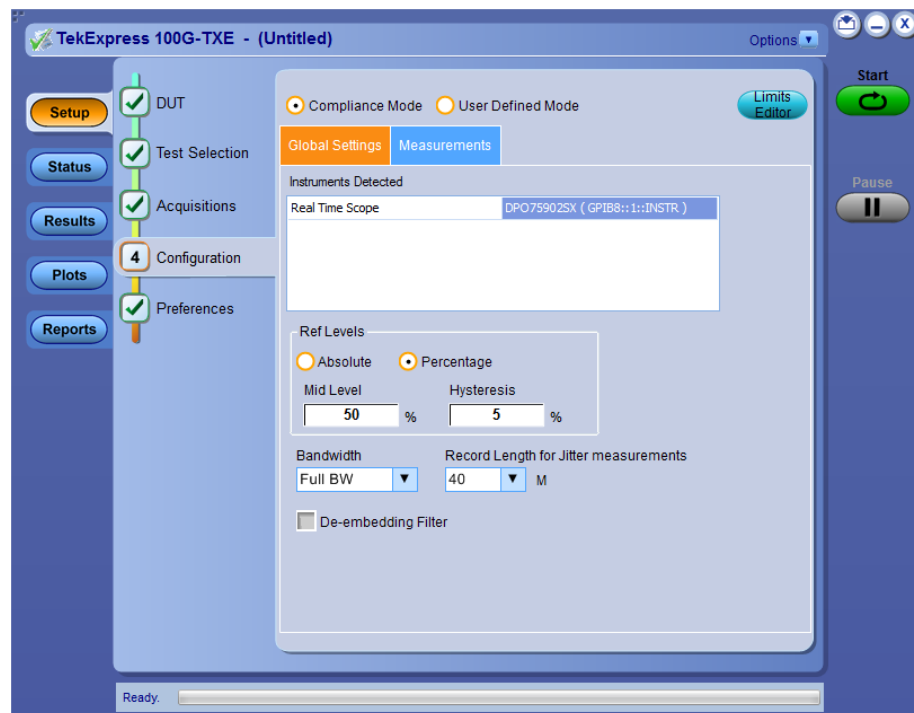 TekExpress 100G-TXE - (Untitled)
Options
X
Start
Pause
Setup
Status
Results
Plots
Reports
DUT
Test Selection
Acquisitions
4 Configuration
Preferences
Compliance Mode User Defined Mode
Limits
Editor
Global Settings Measurements
Instruments Detected
Real Time Scope DPO75902SX ( GPIB8::1::INSTR )
Ref Levels
Absolute Percentage
Mid Level Hysteresis
50 % 5 %
Bandwidth Record Length for Jitter measurements
Full BW 40 M
De-embedding Filter
Ready.